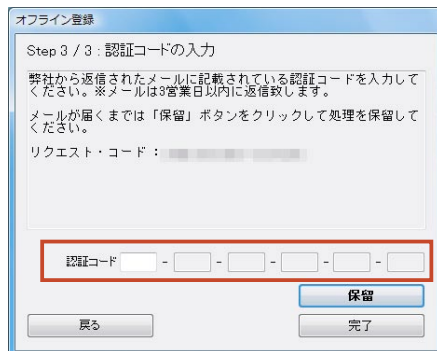 オフライン登録
Step 3 / 3 : 認証コードの入力
弊社から返信されたメールに記載されている認証コードを入力して
ください。※メールは3営業日以内に返信致します。
メールが届くまでは「保留」ボタンをクリックして処理を保留して
ください。
リクエスト・コード :
認証コード - - - - -
保留
戻る 完了